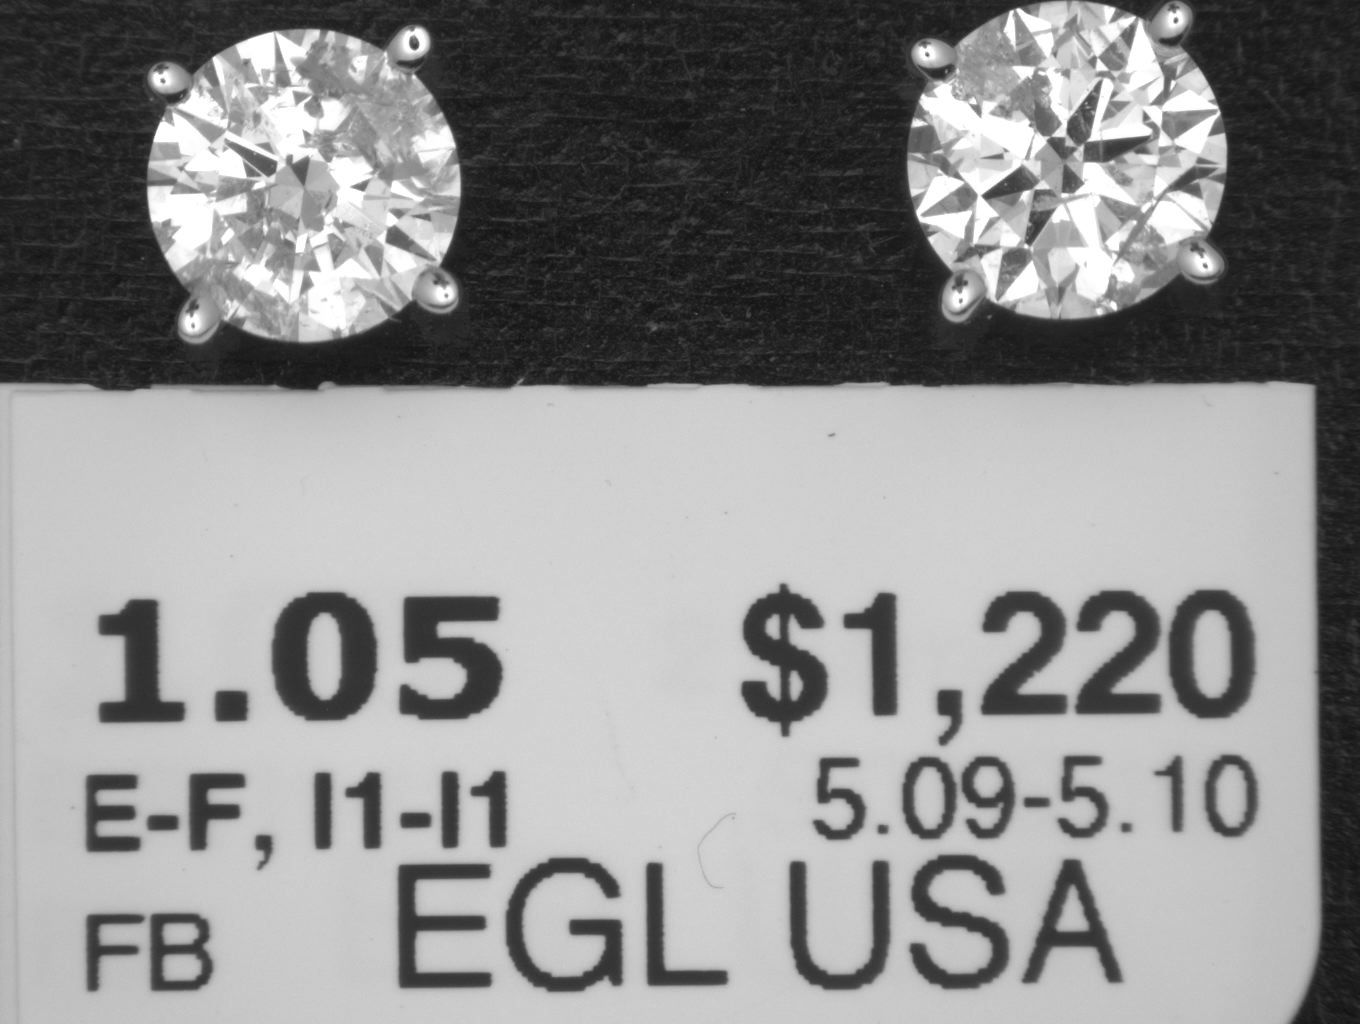 1.05 $1,220
E-F, I1-I1 5.09-5.10
FB EGL USA